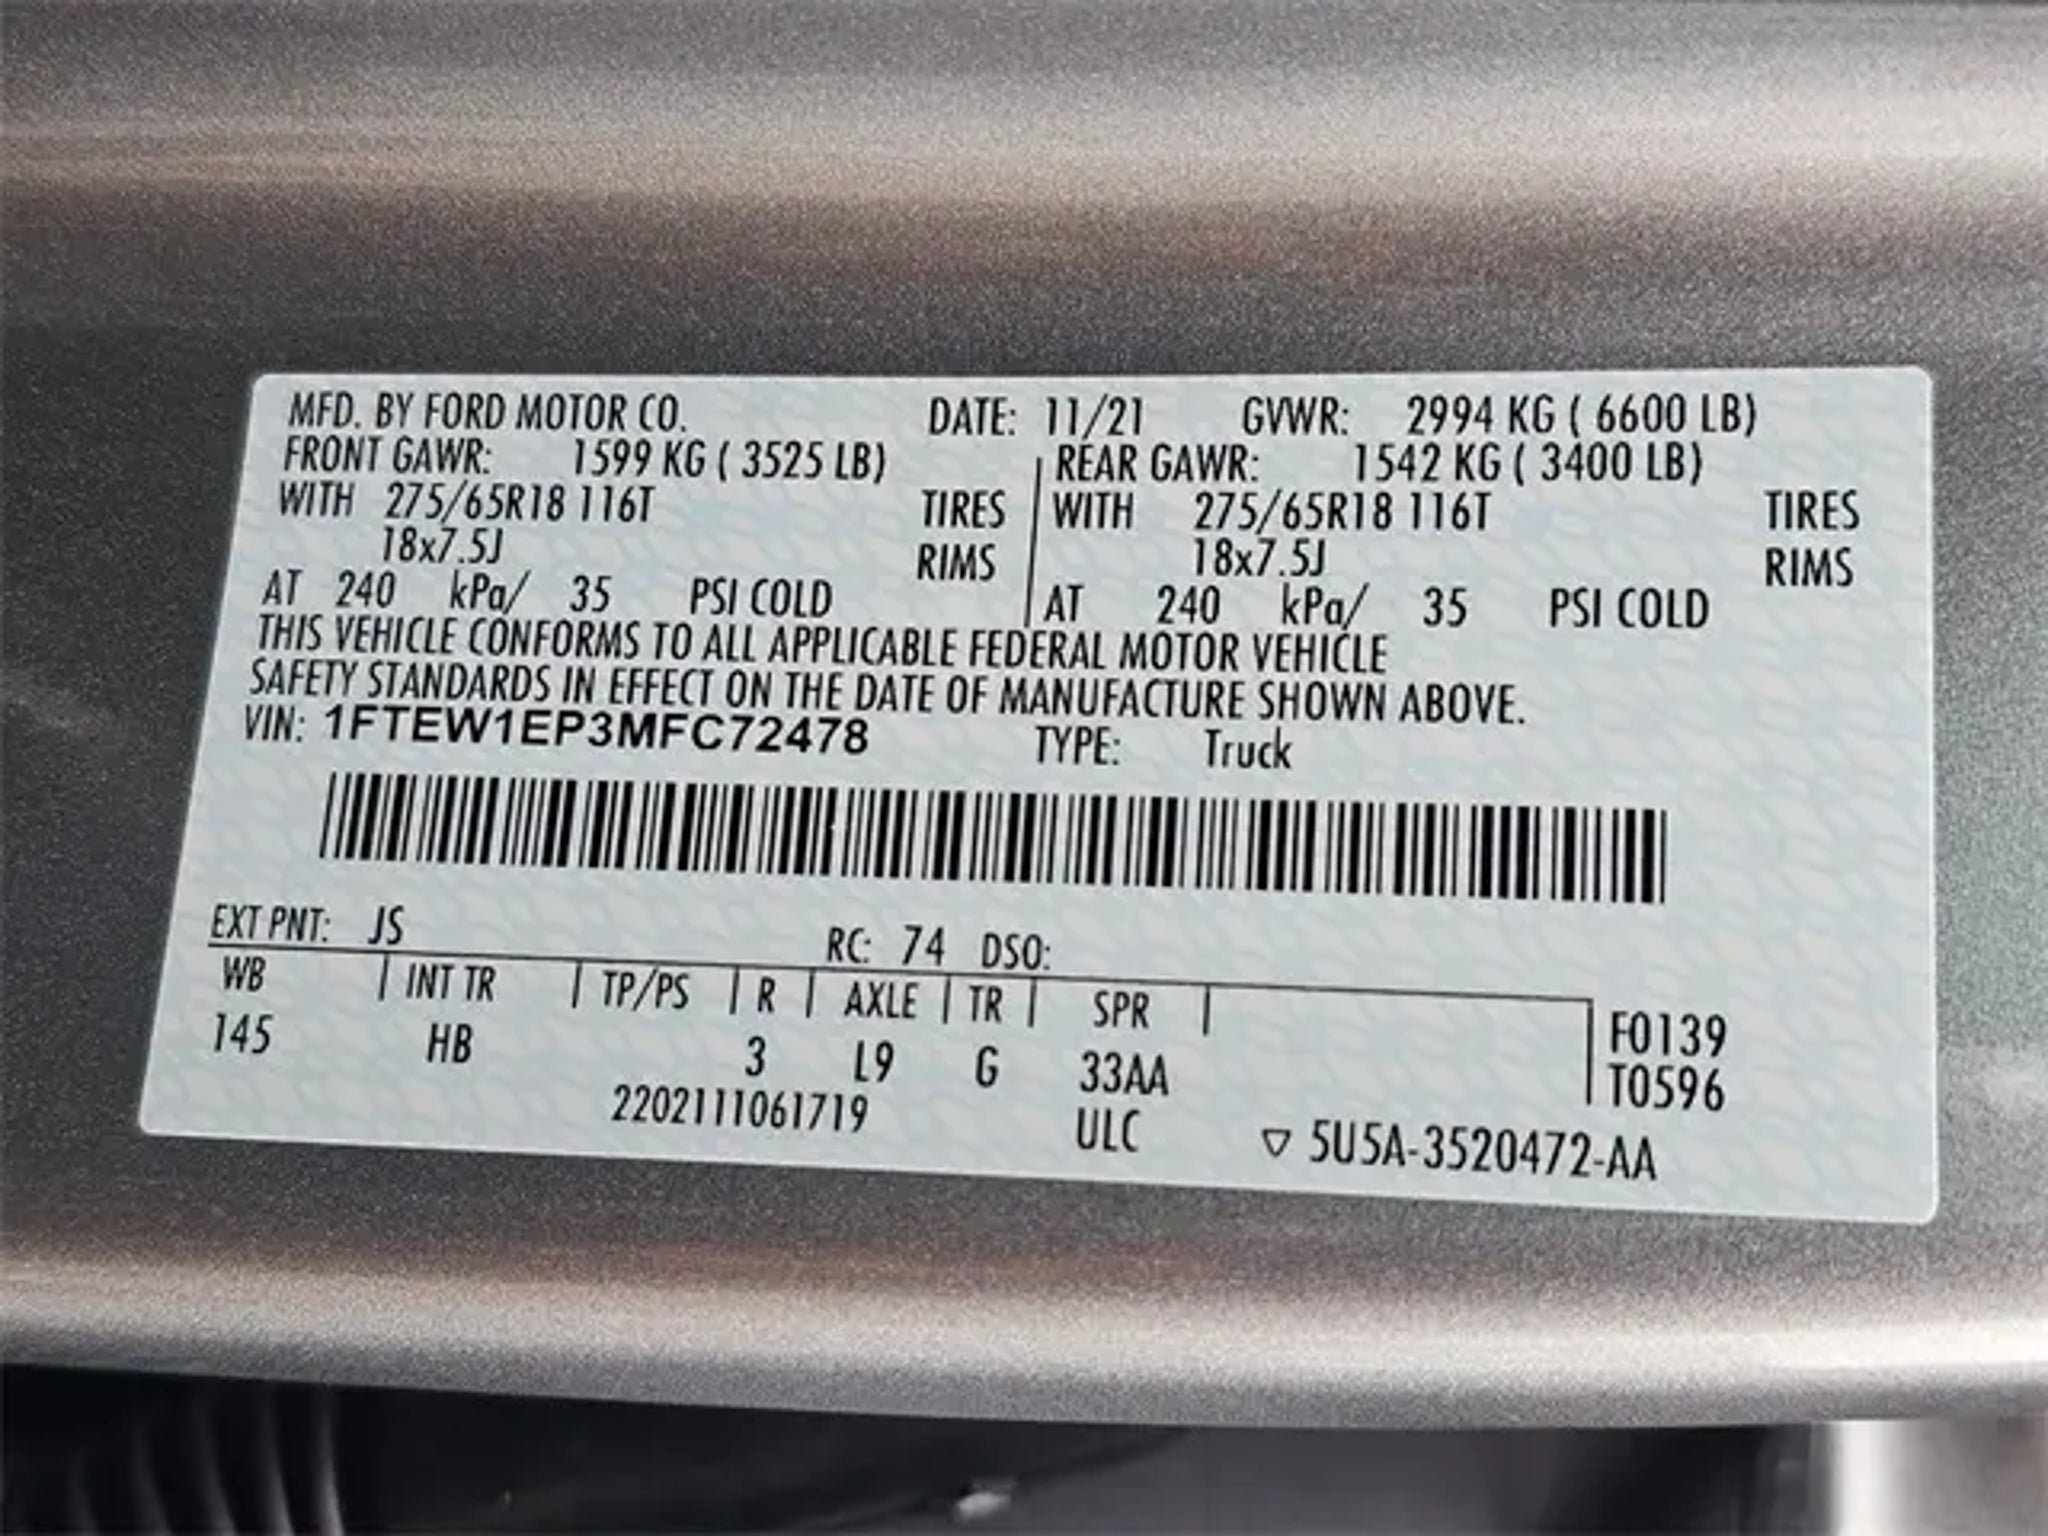 MFD. BY FORD MOTOR CO. DATE: 11/21 GVWR: 2994 KG ( 6600 LB)
FRONT GAWR: 1599 KG ( 3525 LB) REAR GAWR: 1542 KG ( 3400 LB)
WITH 275/65R18 116T TIRES WITH 275/65R18 116T TIRES
18x7.5J RIMS 18x7.5J RIMS
AT 240 kPa/ 35 PSI COLD AT 240 kPa/ 35 PSI COLD
THIS VEHICLE CONFORMS TO ALL APPLICABLE FEDERAL MOTOR VEHICLE
SAFETY STANDARDS IN EFFECT ON THE DATE OF MANUFACTURE SHOWN ABOVE.
VIN: 1FTEW1EP3MFC72478 TYPE: Truck
EXT PNT: JS RC: 74 DSO:
WB INT TR TP/PS R AXLE TR SPR F0139
145 HB 3 L9 G 33AA T0596
2202111061719 ULC ▽ 5U5A-3520472-AA